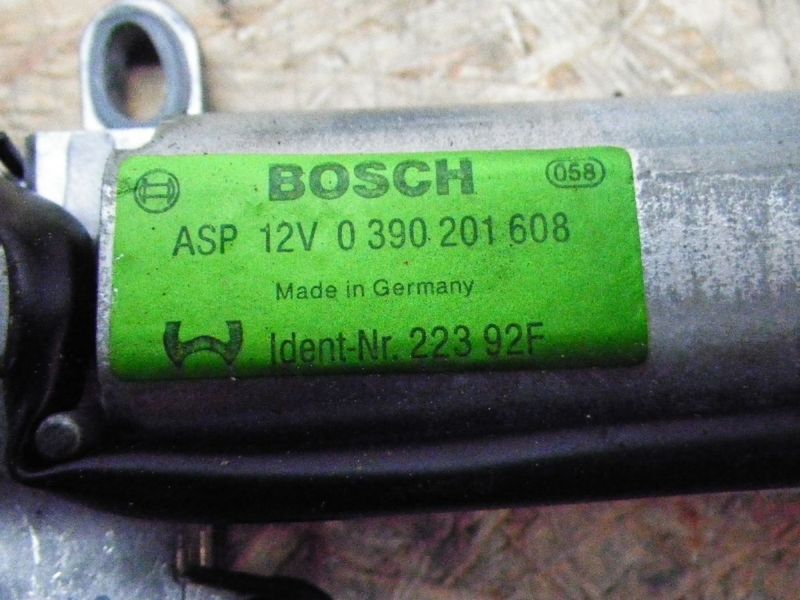 BOSCH 058
ASP 12V 0 390 201 608
Made in Germany
Ident-Nr. 223 92F